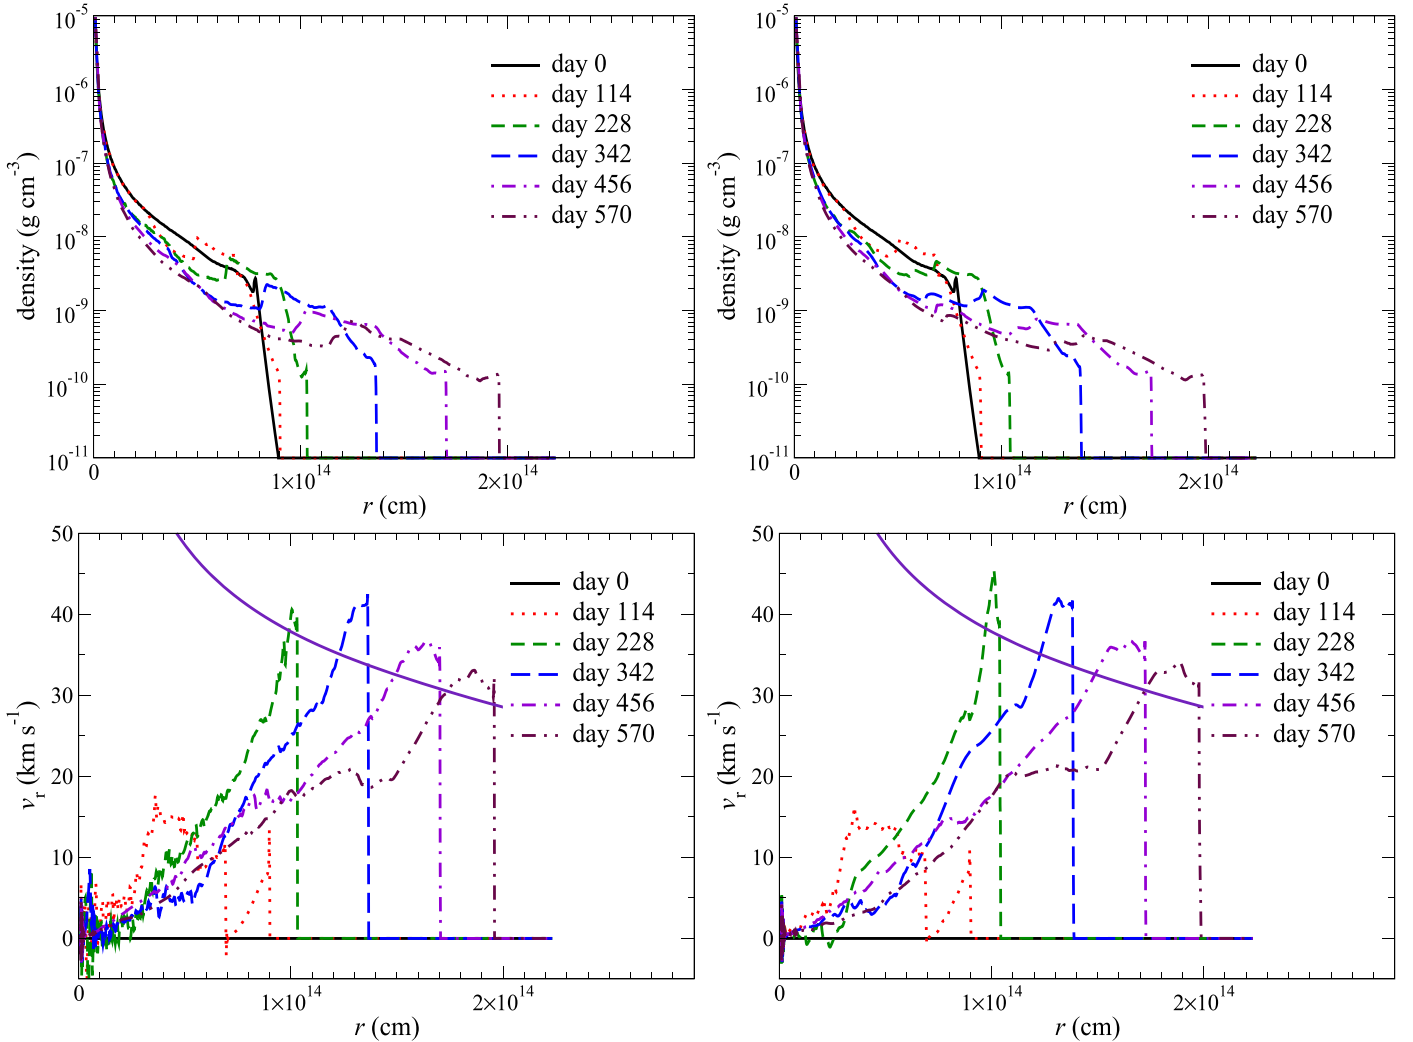 10^-5
10^-6
10^-7
10^-8
10^-9
10^-10
10^-11
density (g cm^-3)
day 0
day 114
day 228
day 342
day 456
day 570
0
1×10^14
2×10^14
r (cm)
10^-5
10^-6
10^-7
10^-8
10^-9
10^-10
10^-11
density (g cm^-3)
day 0
day 114
day 228
day 342
day 456
day 570
0
1×10^14
2×10^14
r (cm)
50
40
30
20
10
0
v_r (km s^-1)
day 0
day 114
day 228
day 342
day 456
day 570
0
1×10^14
2×10^14
r (cm)
50
40
30
20
10
0
v_r (km s^-1)
day 0
day 114
day 228
day 342
day 456
day 570
0
1×10^14
2×10^14
r (cm)